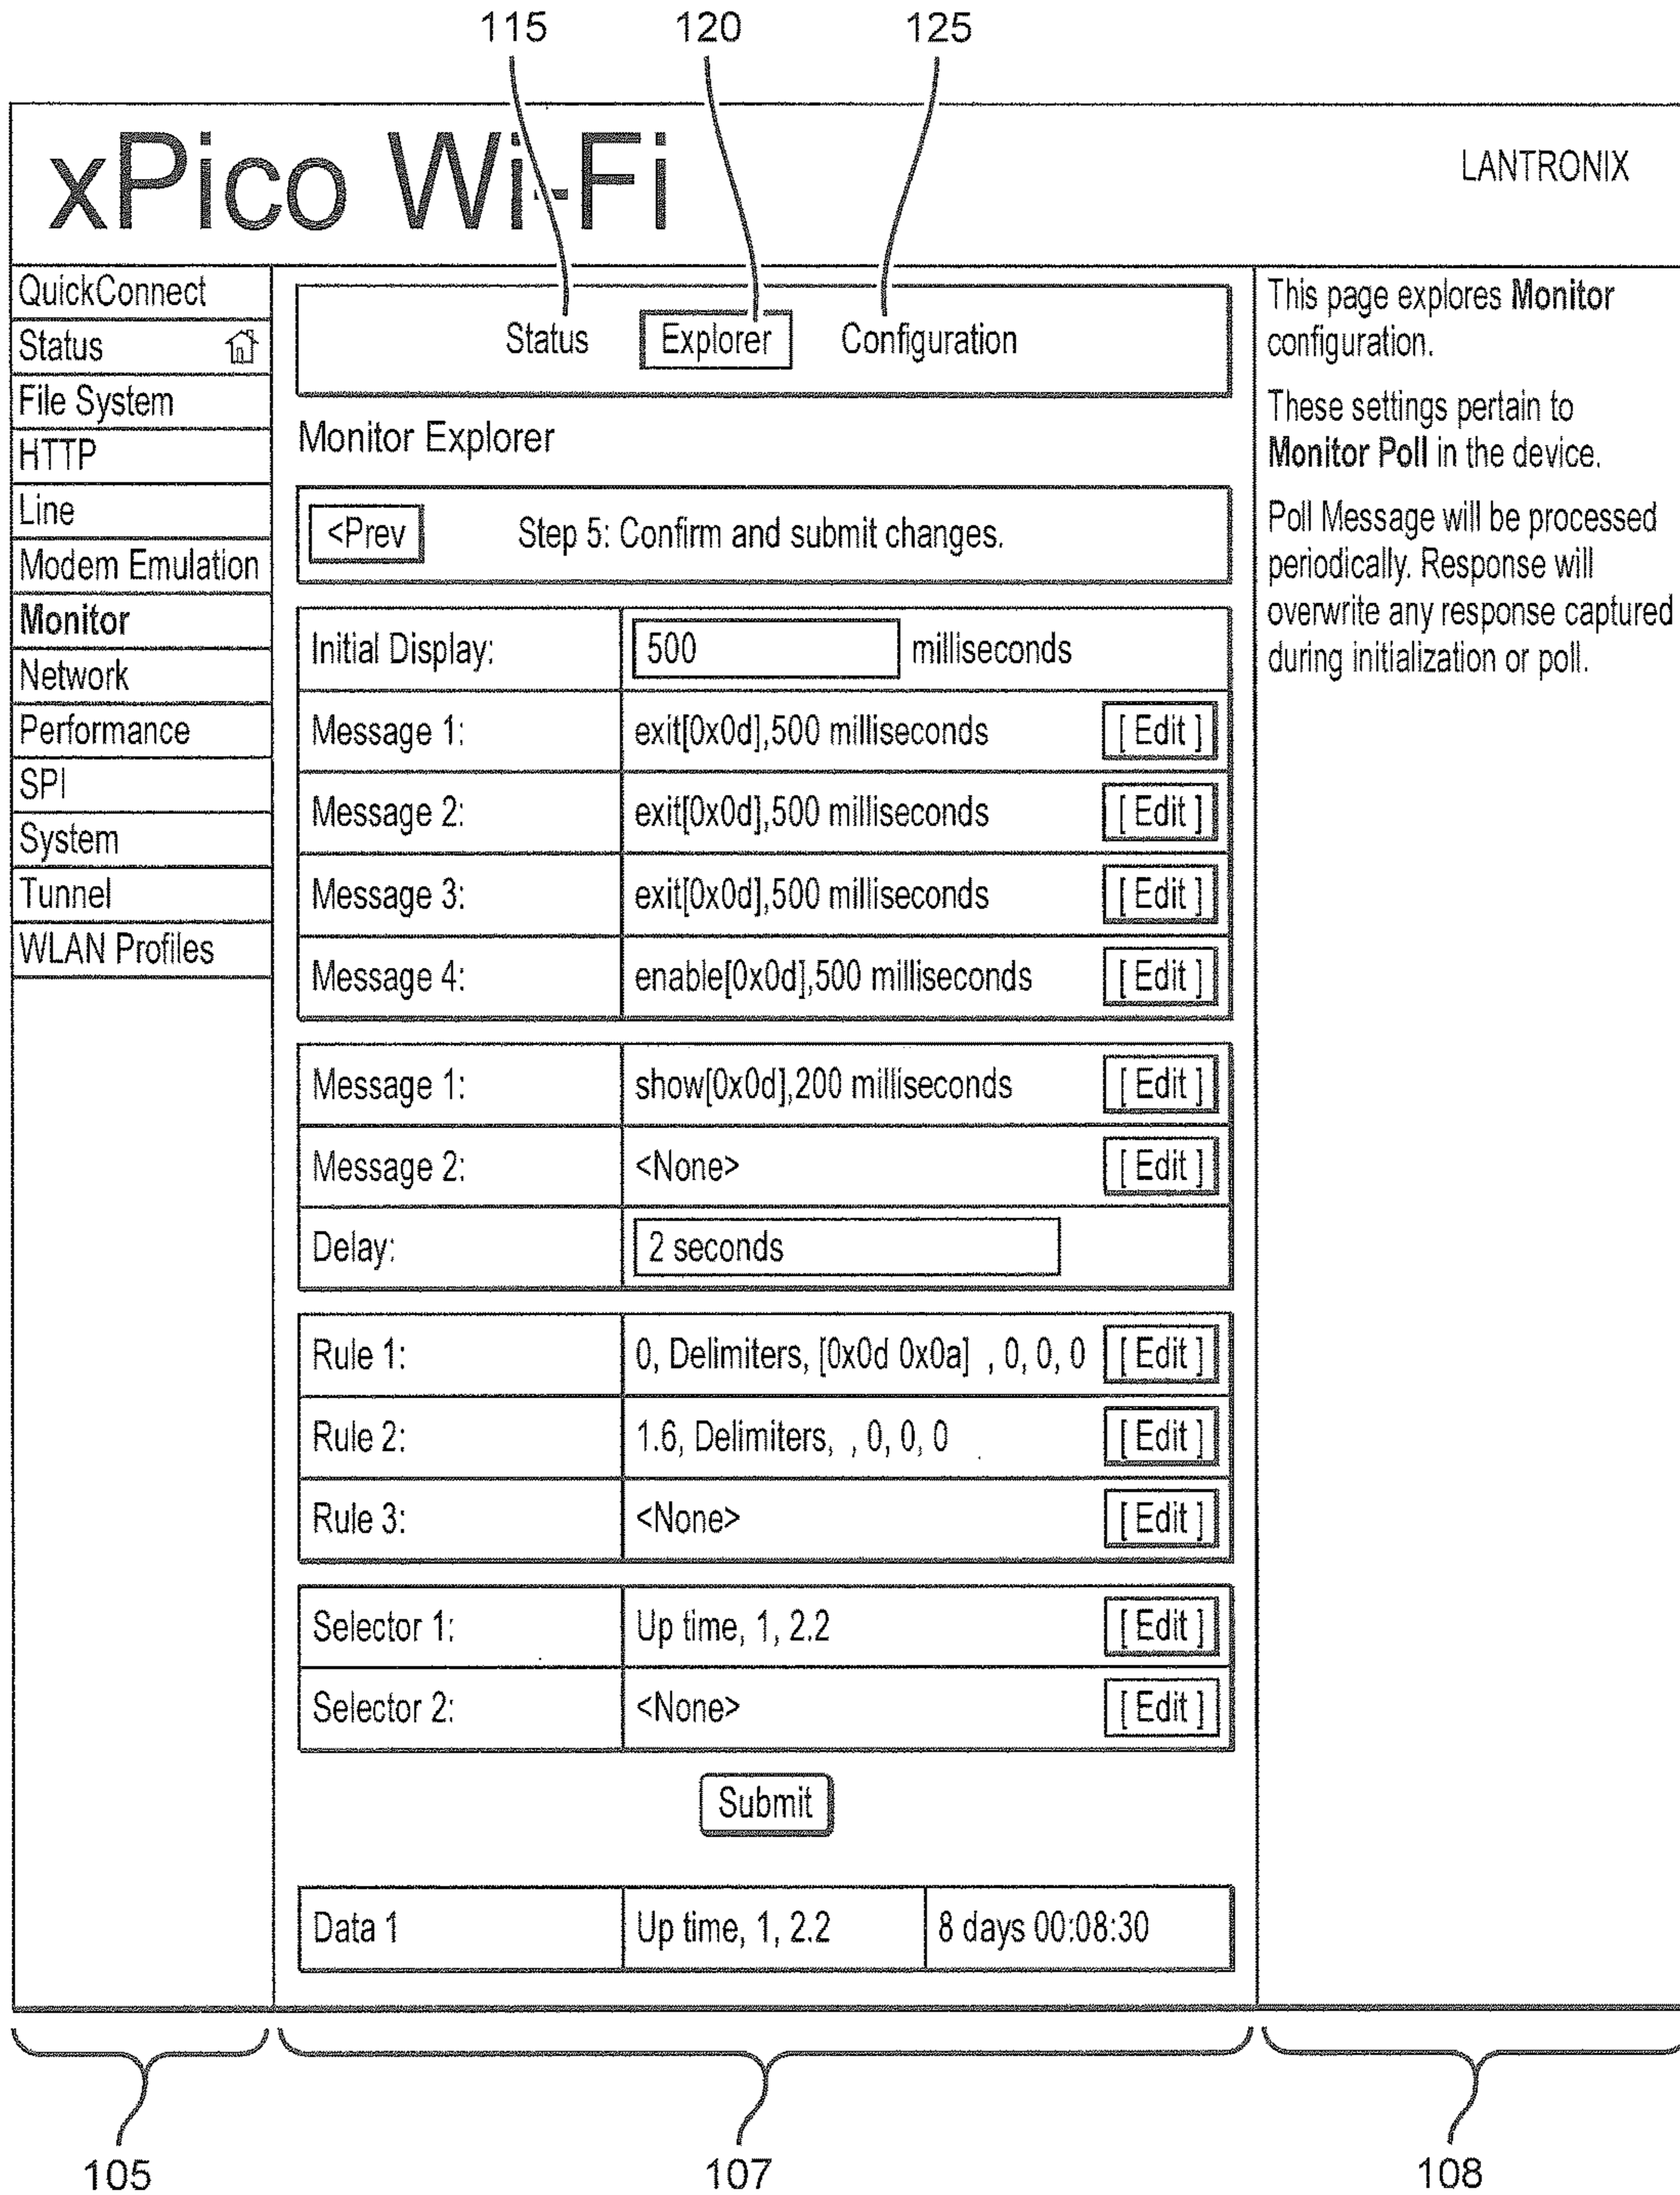 115 120 125
xPico Wi-Fi
LANTRONIX
QuickConnect
Status
File System
HTTP
Line
Modem Emulation
Monitor
Network
Performance
SPI
System
Tunnel
WLAN Profiles
Status Explorer Configuration
Monitor Explorer
<Prev Step 5: Confirm and submit changes.
Initial Display: 500 milliseconds
Message 1: exit[0x0d],500 milliseconds [ Edit ]
Message 2: exit[0x0d],500 milliseconds [ Edit ]
Message 3: exit[0x0d],500 milliseconds [ Edit ]
Message 4: enable[0x0d],500 milliseconds [ Edit ]
Message 1: show[0x0d],200 milliseconds [ Edit ]
Message 2: <None> [ Edit ]
Delay: 2 seconds
Rule 1: 0, Delimiters, [0x0d 0x0a] , 0, 0, 0 [ Edit ]
Rule 2: 1.6, Delimiters, , 0, 0, 0 [ Edit ]
Rule 3: <None> [ Edit ]
Selector 1: Up time, 1, 2.2 [ Edit ]
Selector 2: <None> [ Edit ]
Submit
Data 1 Up time, 1, 2.2 8 days 00:08:30
This page explores Monitor
configuration.
These settings pertain to
Monitor Poll in the device.
Poll Message will be processed
periodically. Response will
overwrite any response captured
during initialization or poll.
105 107 108